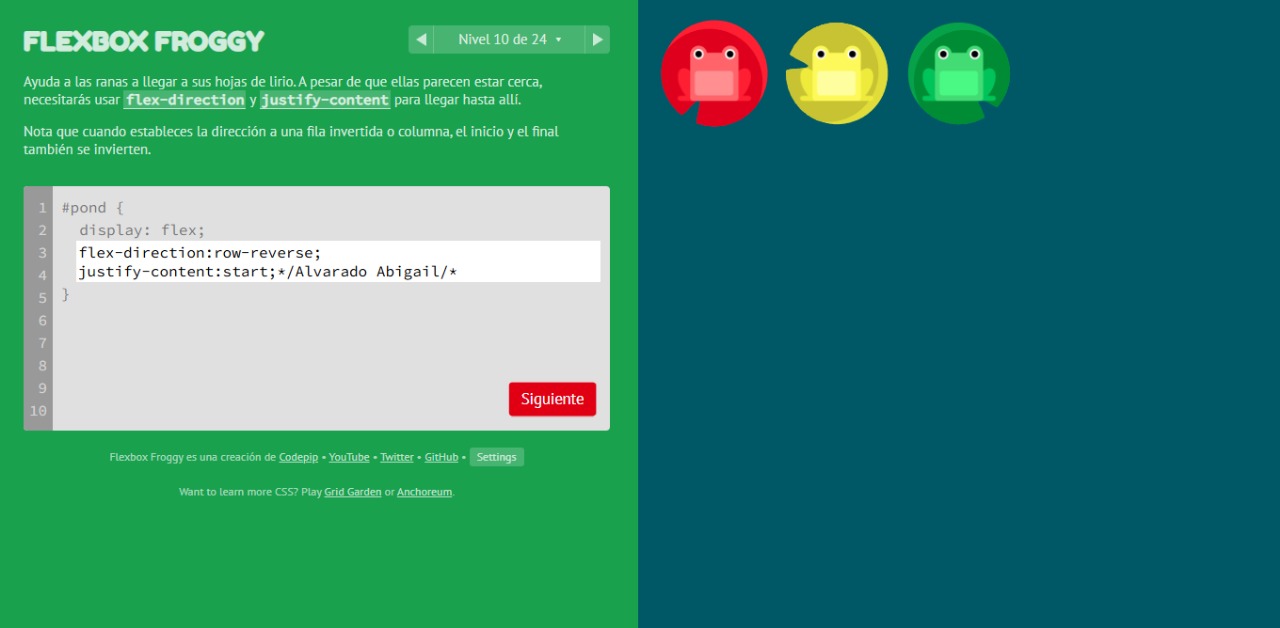 FLEXBOX FROGGY
Nivel 10 de 24
Ayuda a las ranas a llegar a sus hojas de lirio. A pesar de que ellas parecen estar cerca,
necesitarás usar flex-direction y justify-content para llegar hasta allí.
Nota que cuando estableces la dirección a una fila invertida o columna, el inicio y el final
también se invierten.
1 #pond {
2 display: flex;
3 flex-direction:row-reverse;
4 justify-content:start;*/Alvarado Abigail/*
5 }
6
7
8
9
10
Siguiente
Flexbox Froggy es una creación de Codepip • YouTube • Twitter • GitHub • Settings
Want to learn more CSS? Play Grid Garden or Anchoreum.